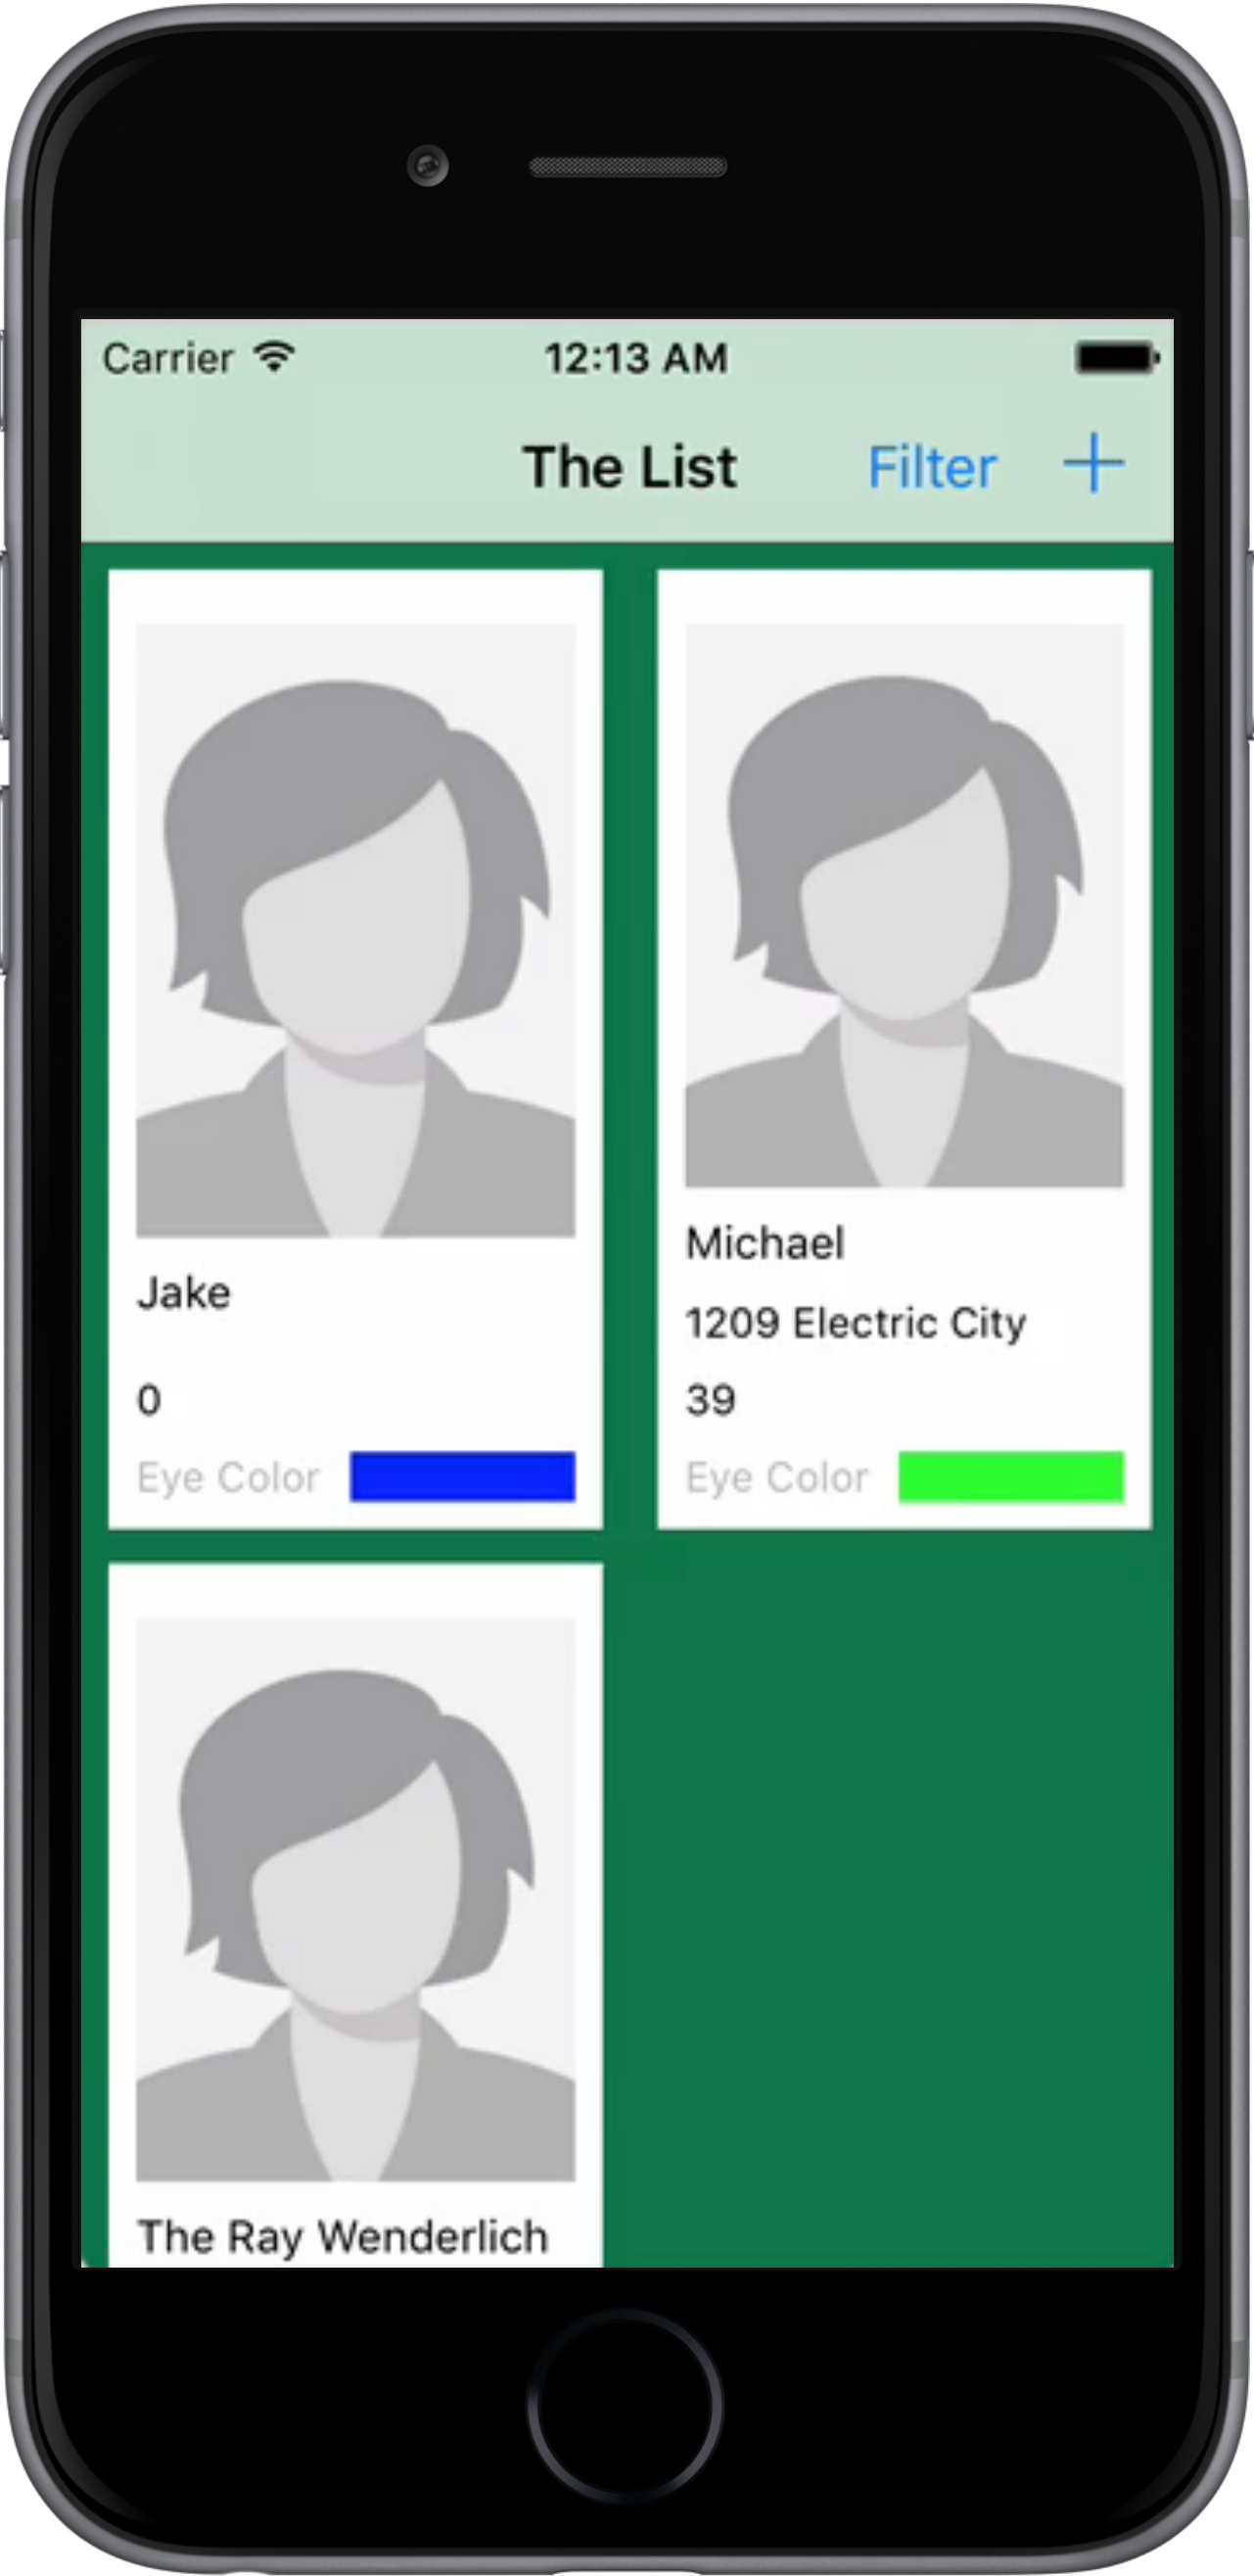 Carrier 12:13 AM
The List Filter +
Jake
0
Eye Color
Michael
1209 Electric City
39
Eye Color
The Ray Wenderlich